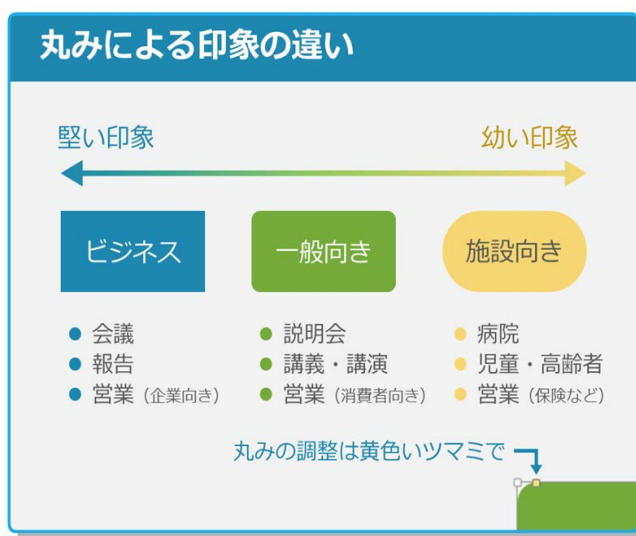 丸みによる印象の違い
堅い印象
幼い印象
ビジネス
一般向き
施設向き
会議
報告
営業（企業向き）
説明会
講義・講演
営業（消費者向き）
病院
児童・高齢者
営業（保険など）
丸みの調整は黄色いツマミで